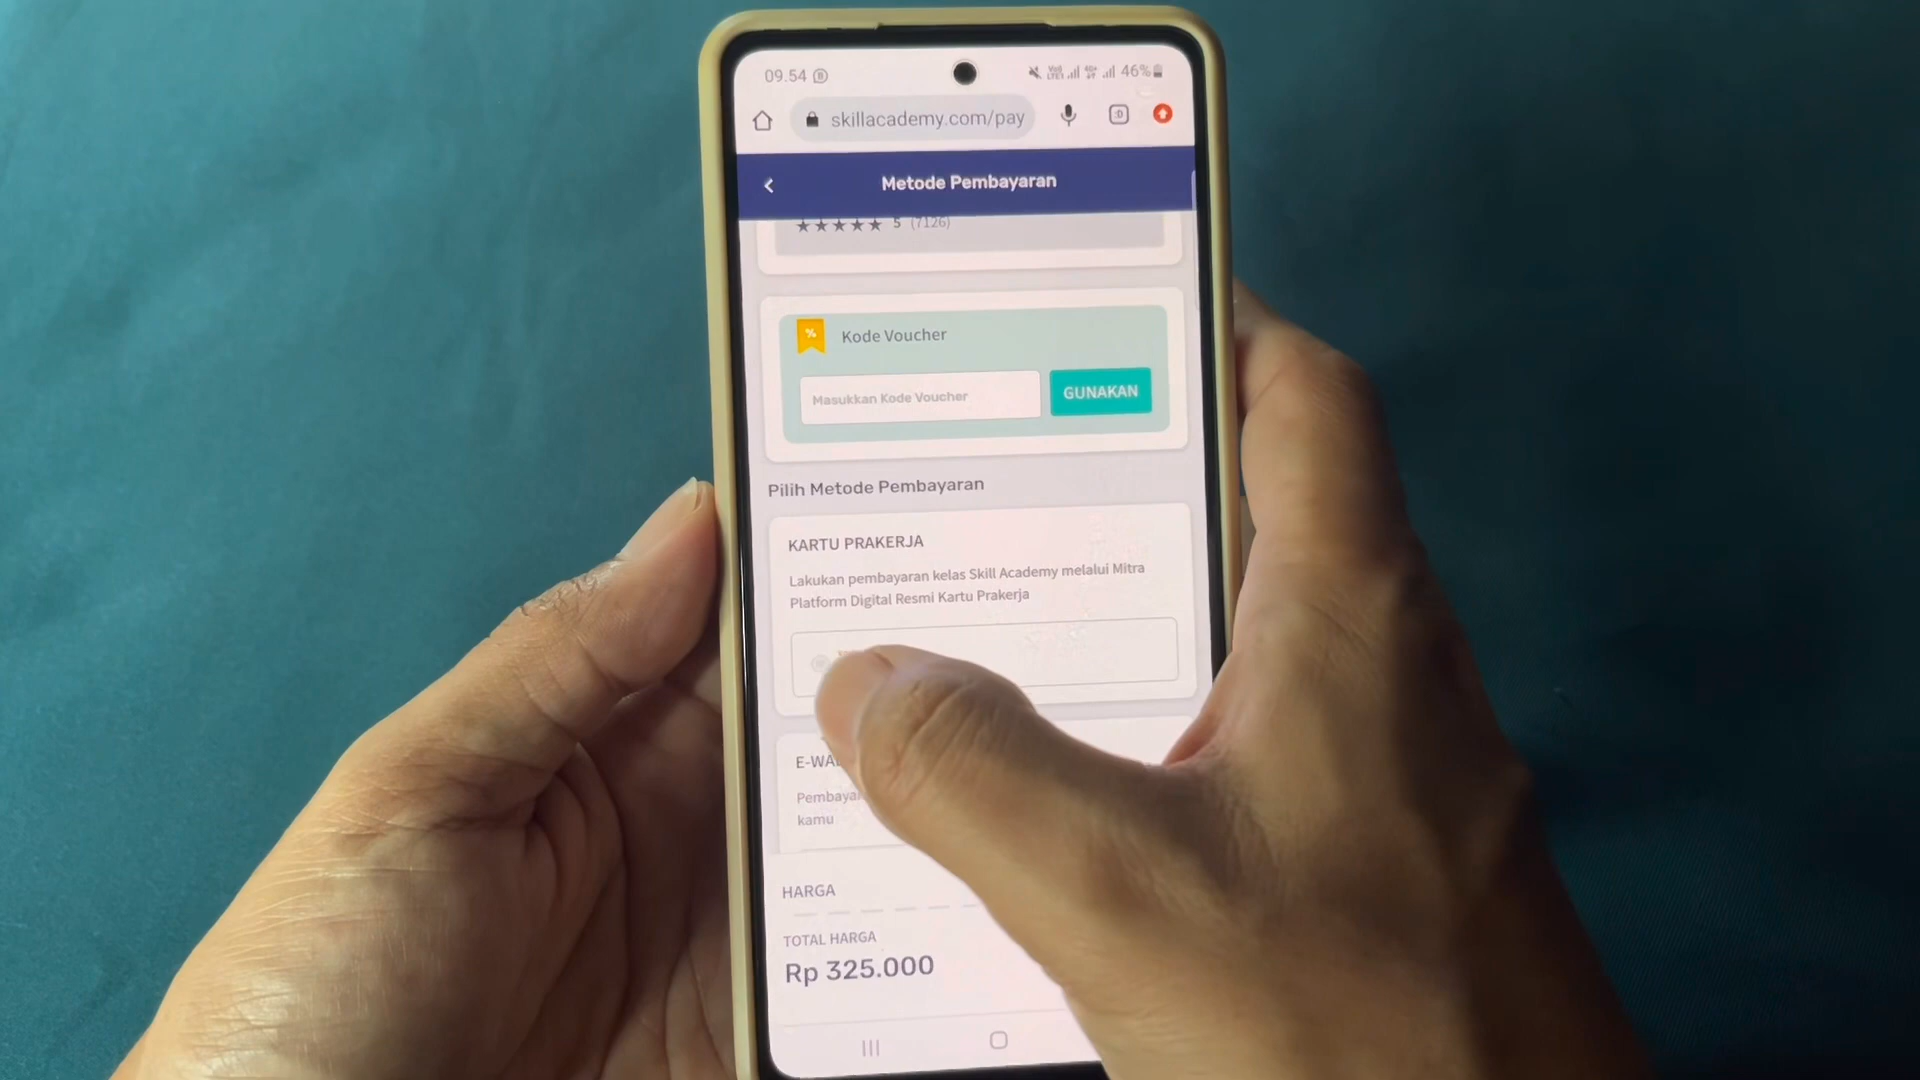 09.54
46%
skillacademy.com/pay
Metode Pembayaran
5 (7126)
%
Kode Voucher
Masukkan Kode Voucher
GUNAKAN
Pilih Metode Pembayaran
KARTU PRAKERJA
Lakukan pembayaran kelas Skill Academy melalui Mitra
Platform Digital Resmi Kartu Prakerja
kamu
HARGA
TOTAL HARGA
Rp 325.000